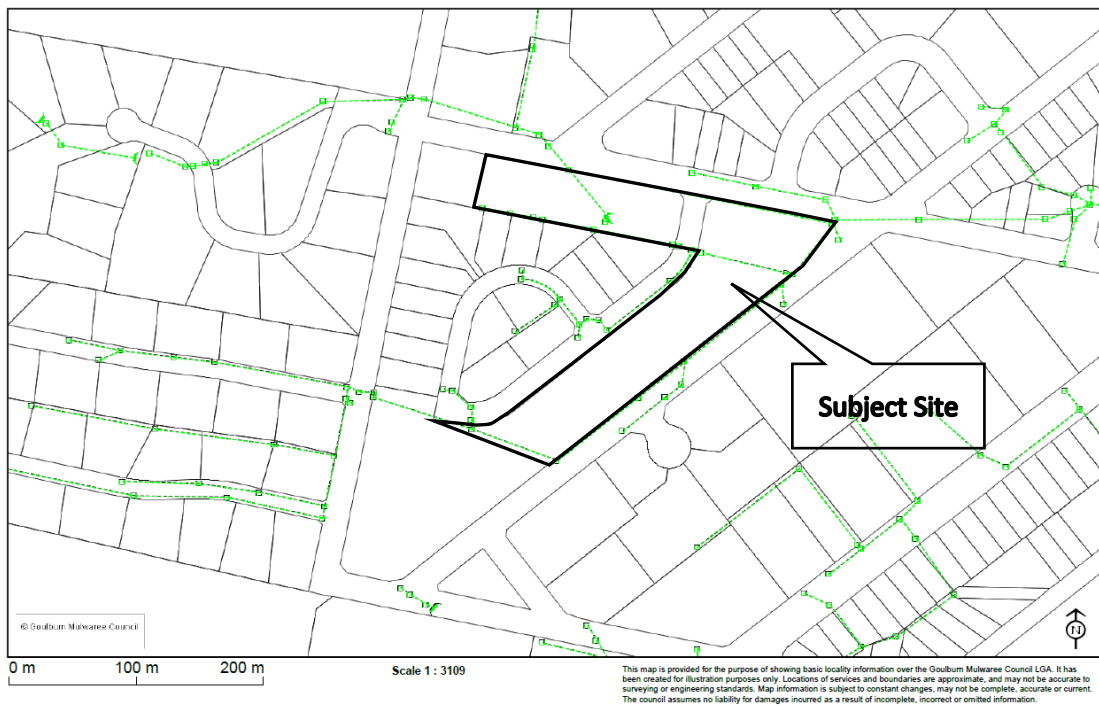 Subject Site
© Goulburn Mulwaree Council
N
0 m 100 m 200 m
Scale 1 : 3109
This map is provided for the purpose of showing basic locality information over the Goulburn Mulwaree Council LGA. It has
been created for illustration purposes only. Locations of services and boundaries are approximate, and may not be accurate to
surveying or engineering standards. Map information is subject to constant changes, may not be complete, accurate or current.
The council assumes no liability for damages incurred as a result of incomplete, incorrect or omitted information.